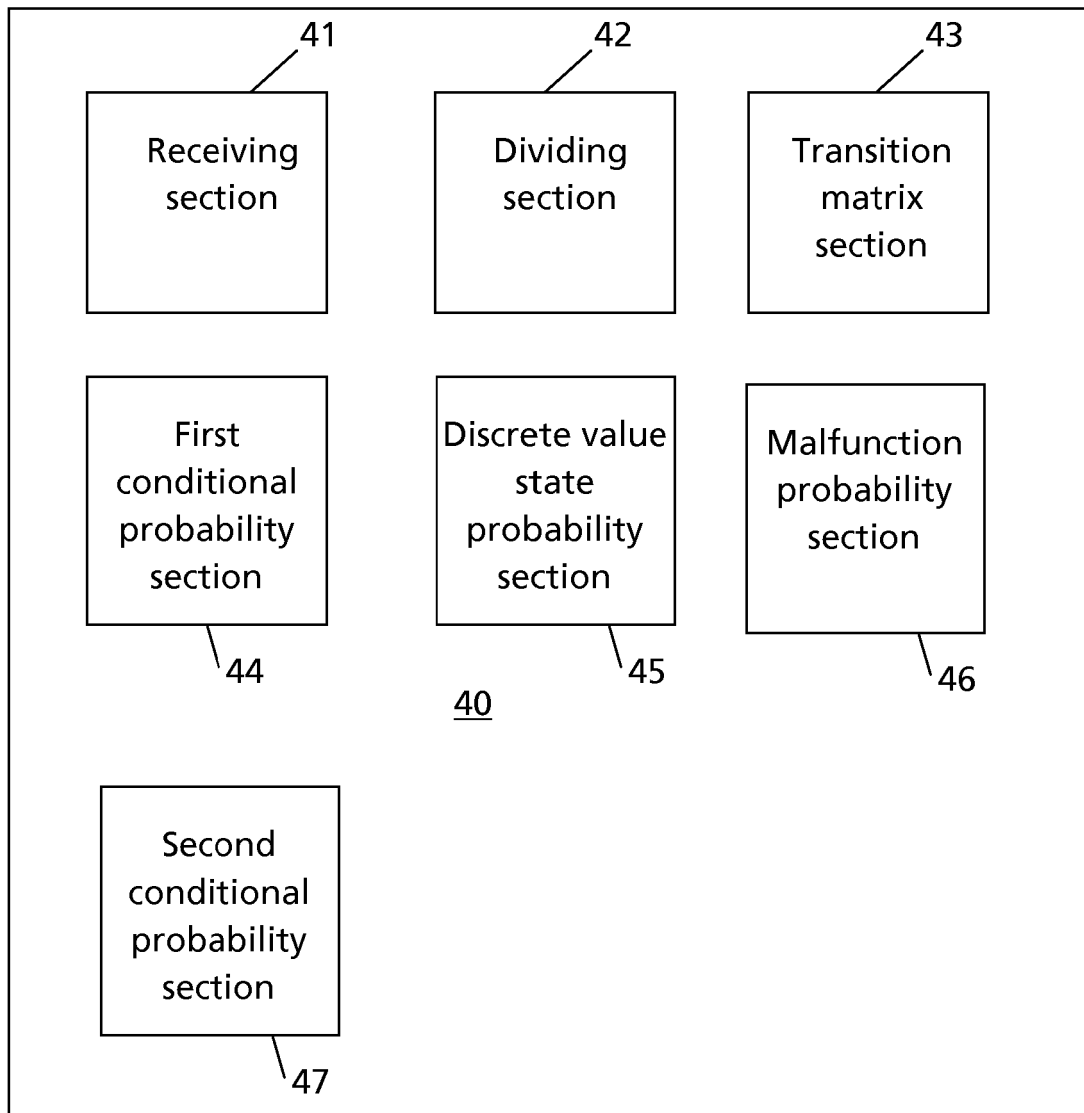 41
42
43
Receiving
section
Dividing
section
Transition
matrix
section
First
conditional
probability
section
Discrete value
state
probability
section
Malfunction
probability
section
44
45
46
40
Second
conditional
probability
section
47